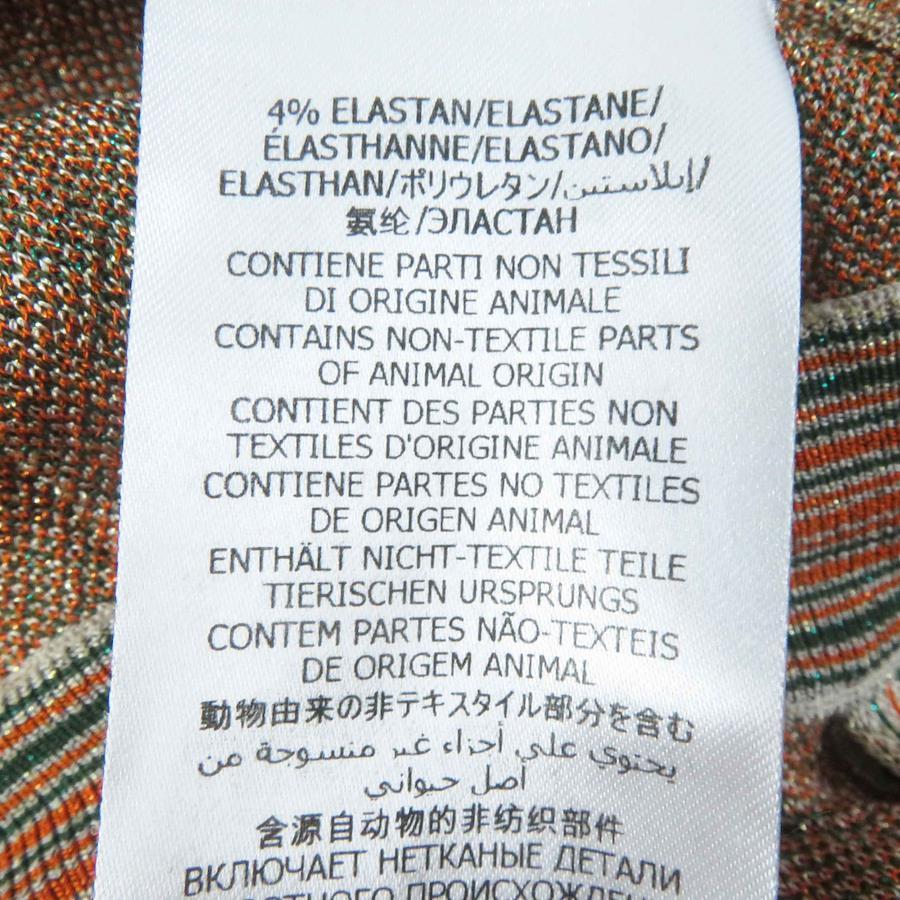 4% ELASTAN/ELASTANE/
ÉLASTHANNE/ELASTANO/
ELASTHAN/ポリウレタン/إيلاستين/
氨纶/ЭЛАСТАН
CONTIENE PARTI NON TESSILI
DI ORIGINE ANIMALE
CONTAINS NON-TEXTILE PARTS
OF ANIMAL ORIGIN
CONTIENT DES PARTIES NON
TEXTILES D'ORIGINE ANIMALE
CONTIENE PARTES NO TEXTILES
DE ORIGEN ANIMAL
ENTHÄLT NICHT-TEXTILE TEILE
TIERISCHEN URSPRUNGS
CONTEM PARTES NÃO-TEXTEIS
DE ORIGEM ANIMAL
動物由来の非テキスタイル部分を含む
يحتوي على أجزاء غير منسوجة من
أصل حيواني
含源自动物的非纺织部件
ВКЛЮЧАЕТ НЕТКАНЫЕ ДЕТАЛИ